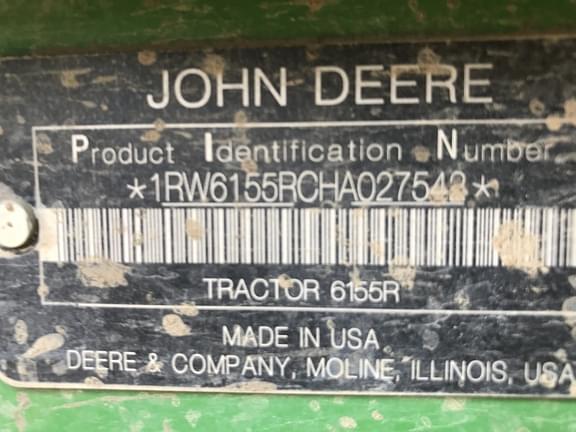 JOHN DEERE
Product Identification Number
*1RW6155RCHA027542*
TRACTOR 6155R
MADE IN USA
DEERE & COMPANY, MOLINE, ILLINOIS, USA